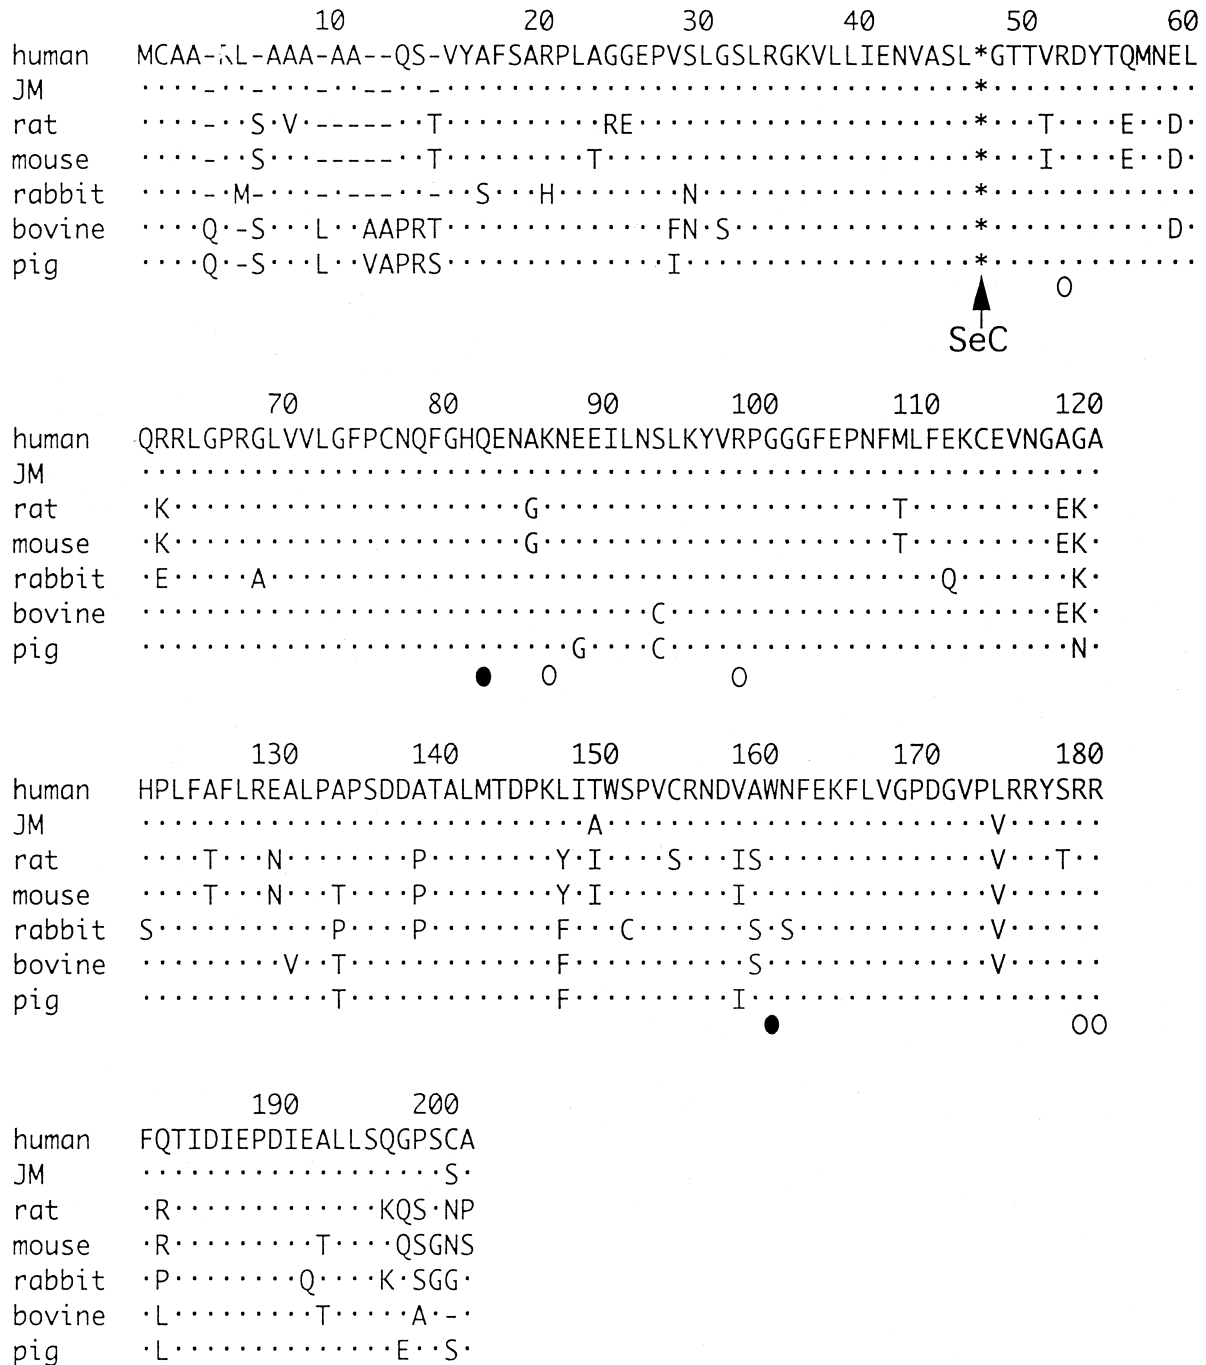 10 20 30 40 50 60
human MCAA-RL-AAA-AA--QS-VYAFSARPLAGGEPVSLGSLRGKVLLIENVASL*GTTVRDYTQMNEL
JM ····-··-···-··--··-·································*·············
rat ····-··S·V·-----··T··········RE·····················*···T····E··D·
mouse ····-··S···-----··T·········T·······················*···I····E··D·
rabbit ····-·M-···-·---··-··S···H········N·················*·············
bovine ····Q·-S···L··AAPRT··············FN·S···············*···········D·
pig ····Q·-S···L··VAPRS··············I··················*·············
O
SeC
70 80 90 100 110 120
human QRRLGPRGLVVLGFPCNQFGHQENAKNEEILNSLKYVRPGGGFEPNFMLFEKCEVNGAGA
JM ····························································
rat ·K······················G······················T·········EK·
mouse ·K······················G······················T·········EK·
rabbit ·E·····A··········································Q·······K·
bovine ································C························EK·
pig ···························G····C·························N·
● O O
130 140 150 160 170 180
human HPLFAFLREALPAPSDDATALMTDPKLITWSPVCRNDVAWNFEKFLVGPDGVPLRRYSRR
JM ····························A························V······
rat ····T···N········P········Y·I····S···IS··············V···T··
mouse ····T···N···T····P········Y·I········I···············V······
rabbit S···········P····P········F···C·······S·S············V······
bovine ·········V··T·············F···········S··············V······
pig ············T·············F··········I······················
● OO
190 200
human FQTIDIEPDIEALLSQGPSCA
JM ···················S·
rat ·R·············KQS·NP
mouse ·R·········T····QSGNS
rabbit ·P········Q····K·SGG·
bovine ·L·········T·····A·-·
pig ·L··············E··S·